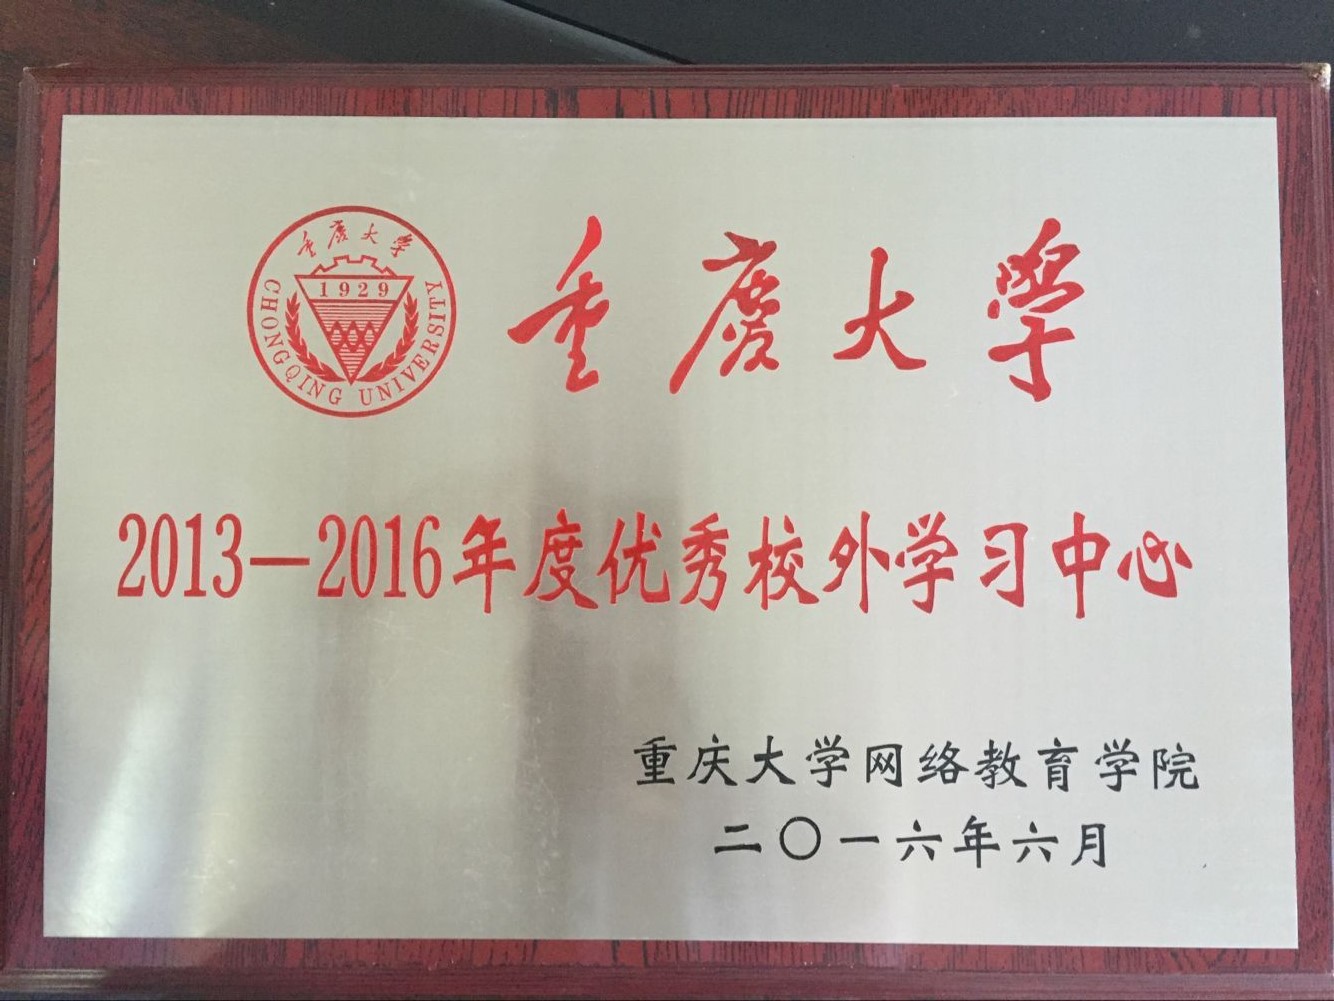 重慶大學
1929
CHONGQING UNIVERSITY
重慶大學
2013—2016年度优秀校外学习中心
重庆大学网络教育学院
二〇一六年六月